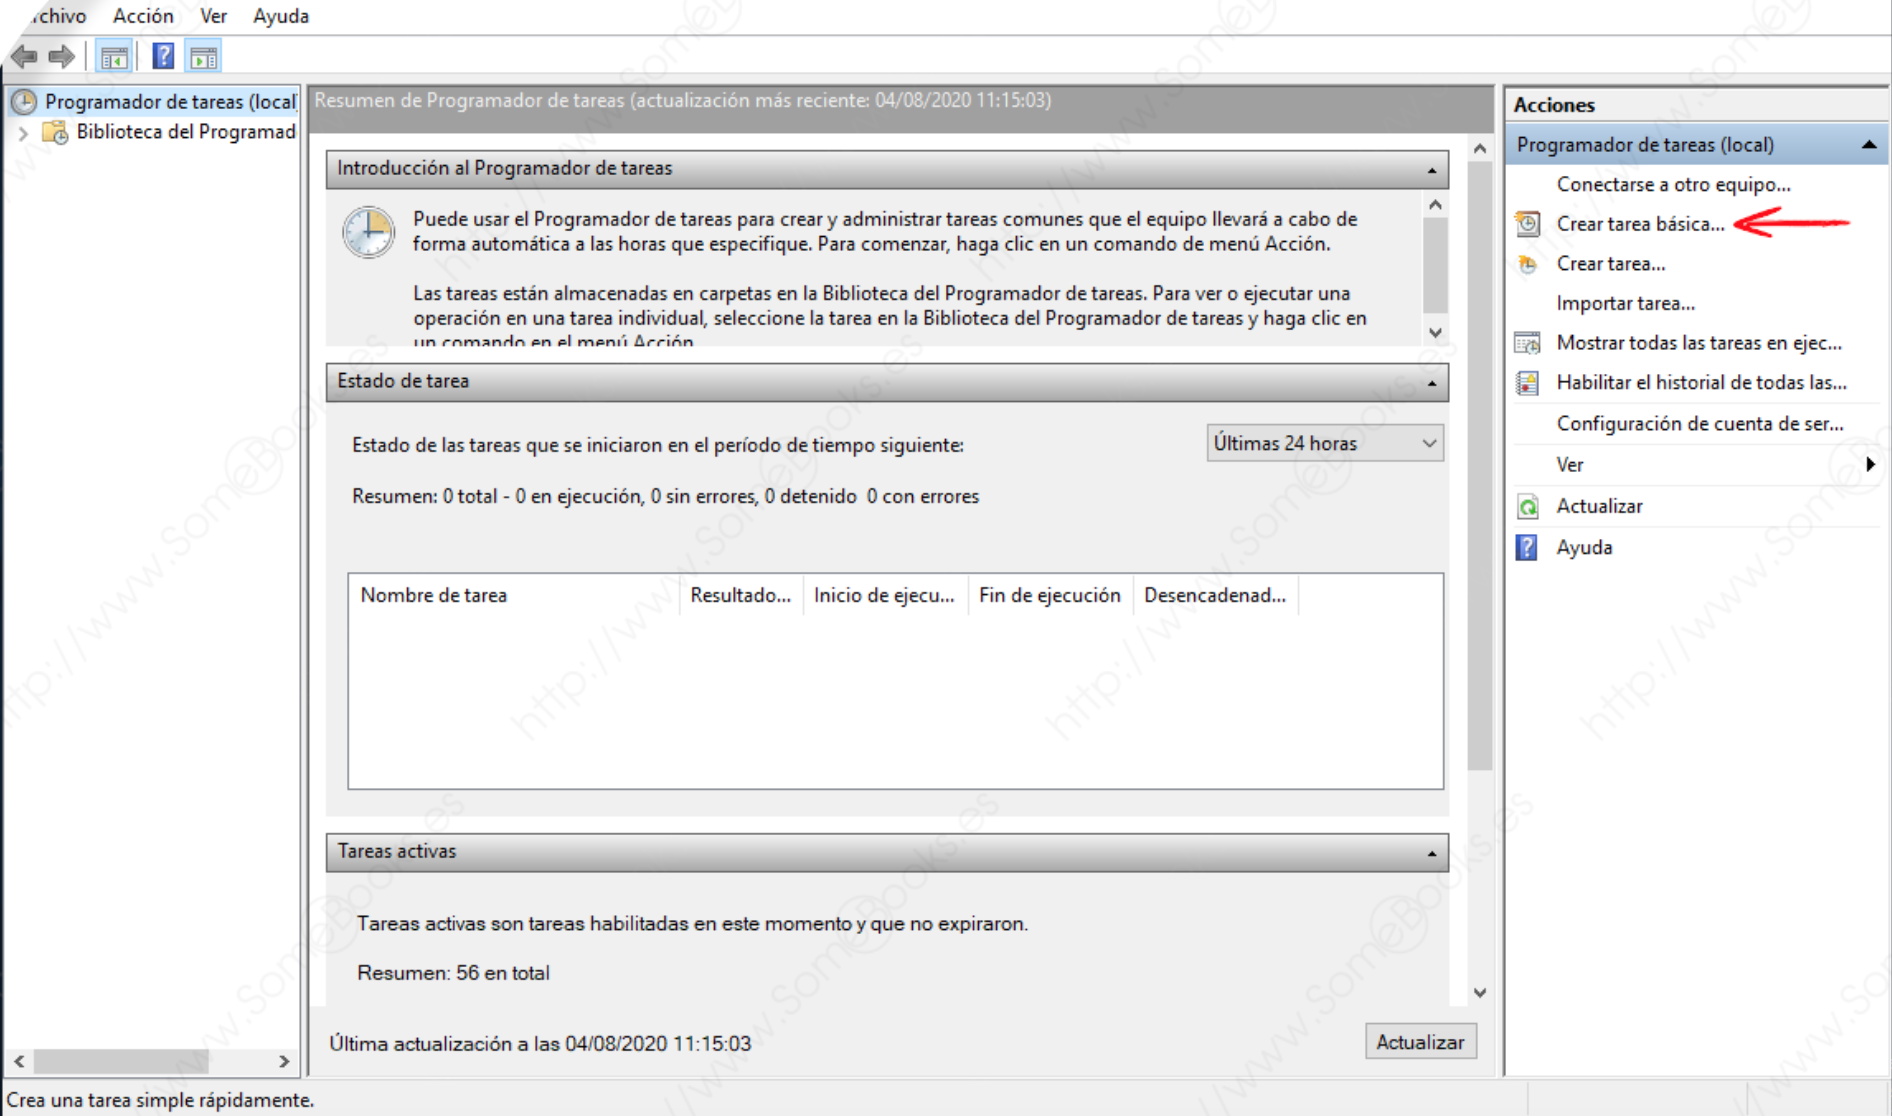 rchivo Acción Ver Ayuda
Programador de tareas (local
Biblioteca del Programad
Resumen de Programador de tareas (actualización más reciente: 04/08/2020 11:15:03)
Introducción al Programador de tareas
Puede usar el Programador de tareas para crear y administrar tareas comunes que el equipo llevará a cabo de
forma automática a las horas que especifique. Para comenzar, haga clic en un comando de menú Acción.
Las tareas están almacenadas en carpetas en la Biblioteca del Programador de tareas. Para ver o ejecutar una
operación en una tarea individual, seleccione la tarea en la Biblioteca del Programador de tareas y haga clic en
un comando en el menú Acción.
Estado de tarea
Estado de las tareas que se iniciaron en el período de tiempo siguiente:
Últimas 24 horas
Resumen: 0 total - 0 en ejecución, 0 sin errores, 0 detenido 0 con errores
Nombre de tarea Resultado... Inicio de ejecu... Fin de ejecución Desencadenad...
Tareas activas
Tareas activas son tareas habilitadas en este momento y que no expiraron.
Resumen: 56 en total
Última actualización a las 04/08/2020 11:15:03
Actualizar
Acciones
Programador de tareas (local)
Conectarse a otro equipo...
Crear tarea básica...
Crear tarea...
Importar tarea...
Mostrar todas las tareas en ejec...
Habilitar el historial de todas las...
Configuración de cuenta de ser...
Ver
Actualizar
Ayuda
Crea una tarea simple rápidamente.
http://www.SomeBooks.es